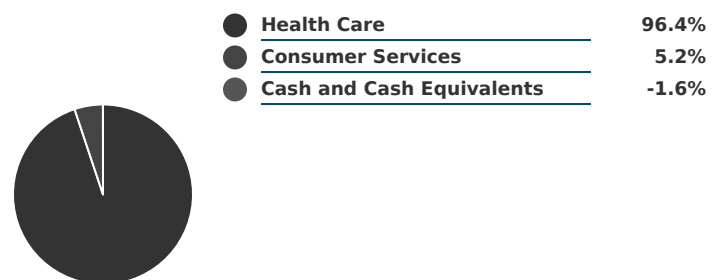 Health Care 96.4%
Consumer Services 5.2%
Cash and Cash Equivalents -1.6%